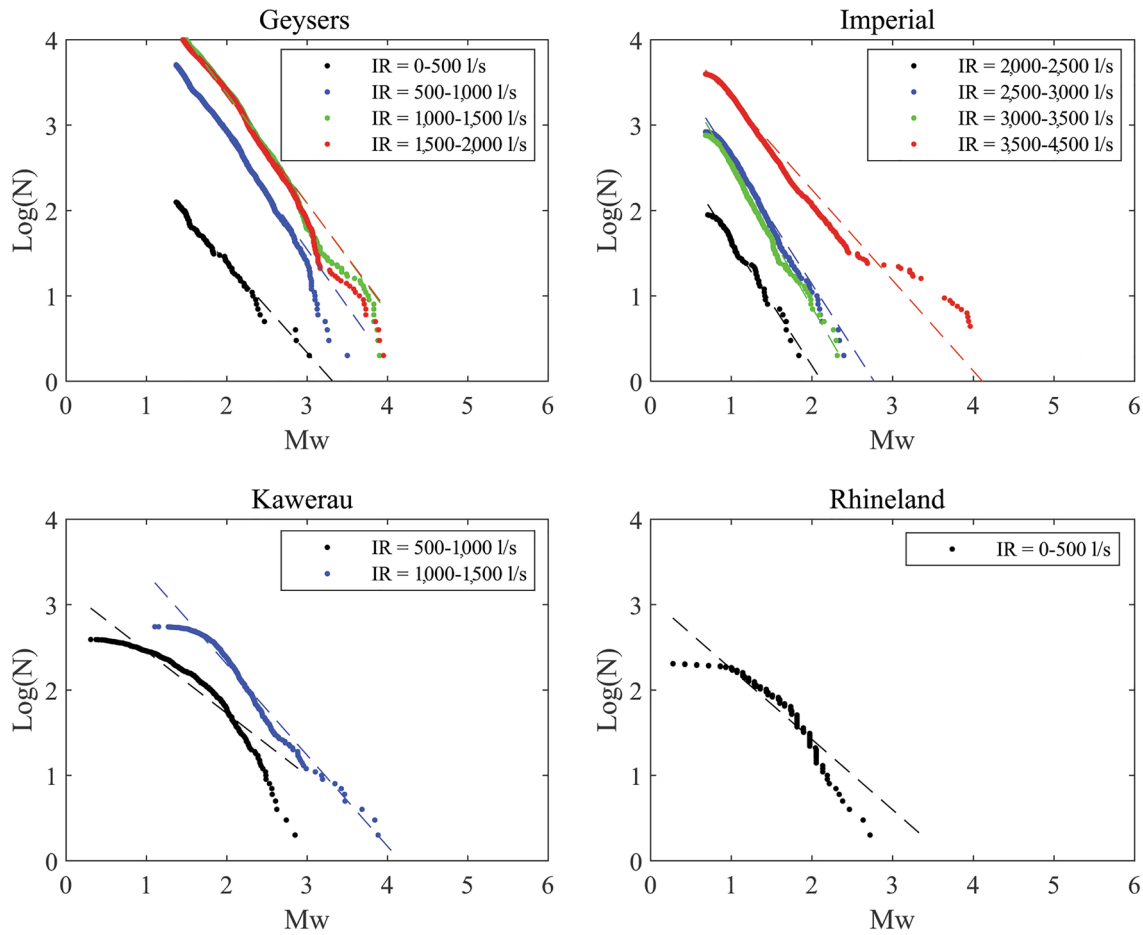 Geysers
4
3
2
1
0
Log(N)
IR = 0-500 l/s
IR = 500-1,000 l/s
IR = 1,000-1,500 l/s
IR = 1,500-2,000 l/s
0 1 2 3 4 5 6
Mw
Imperial
4
3
2
1
0
Log(N)
IR = 2,000-2,500 l/s
IR = 2,500-3,000 l/s
IR = 3,000-3,500 l/s
IR = 3,500-4,500 l/s
0 1 2 3 4 5 6
Mw
Kawerau
4
3
2
1
0
Log(N)
IR = 500-1,000 l/s
IR = 1,000-1,500 l/s
0 1 2 3 4 5 6
Mw
Rhineland
4
3
2
1
0
Log(N)
IR = 0-500 l/s
0 1 2 3 4 5 6
Mw